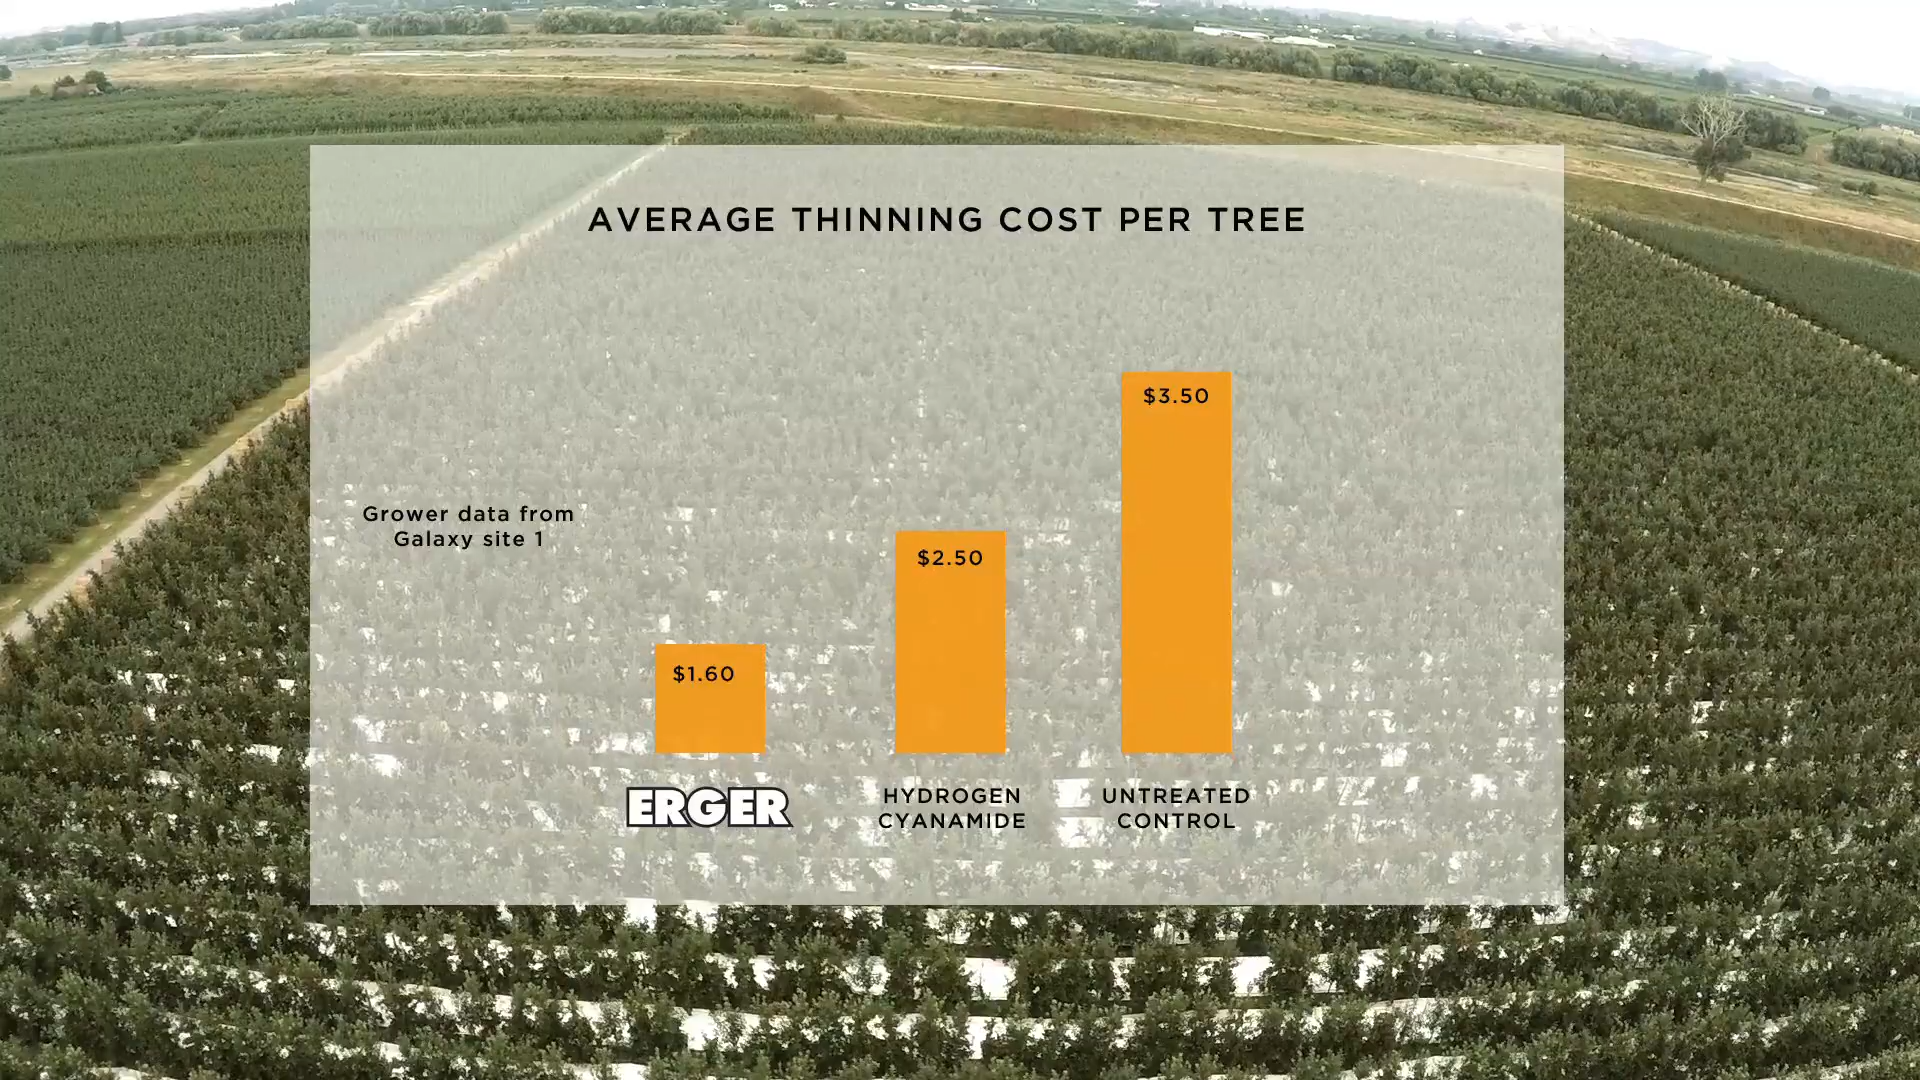 AVERAGE THINNING COST PER TREE
$3.50
Grower data from
Galaxy site 1
$2.50
$1.60
ERGER
HYDROGEN
CYANAMIDE
UNTREATED
CONTROL